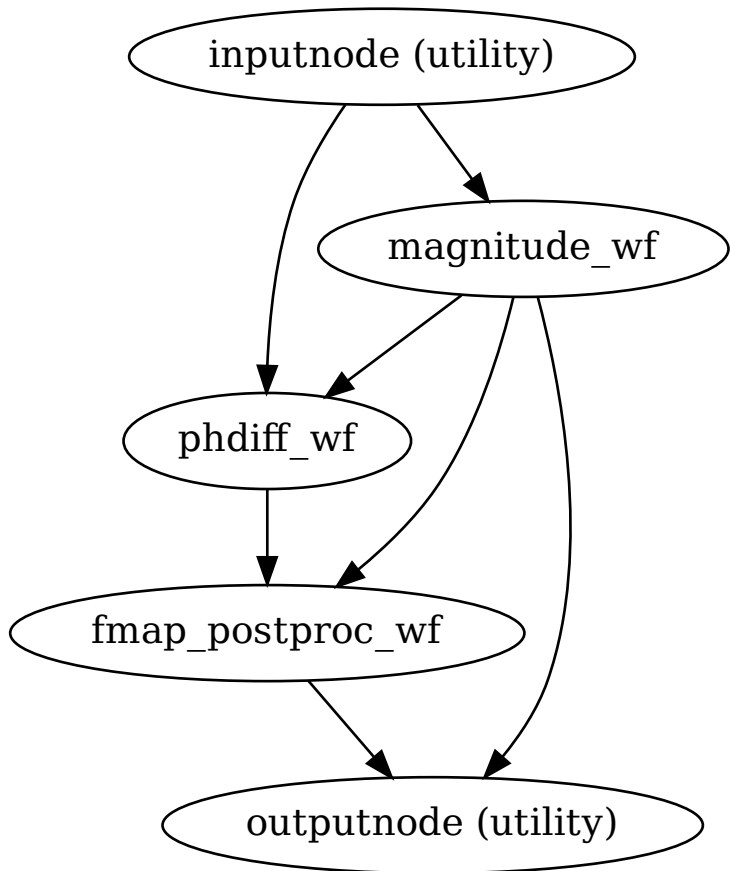 inputnode (utility)
magnitude_wf
phdiff_wf
fmap_postproc_wf
outputnode (utility)